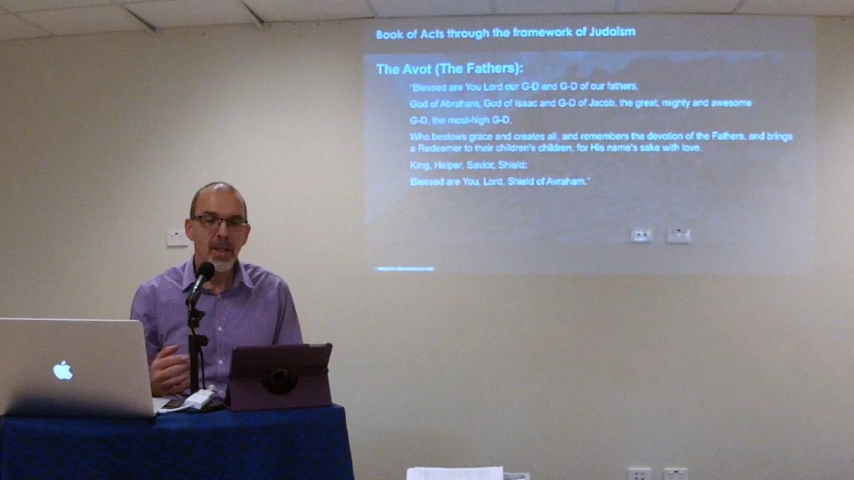 Book of Acts through the framework of Judaism
The Avot (The Fathers):
"Blessed are You Lord our G-D and G-D of our fathers,
God of Abraham, God of Isaac and G-D of Jacob, the great, mighty and awesome
G-D, the most-high G-D.
Who bestows grace and creates all, and remembers the devotion of the Fathers, and brings
a Redeemer to their children's children, for His name's sake with love.
King, Helper, Savior, Shield;
Blessed are You, Lord, Shield of Avraham."